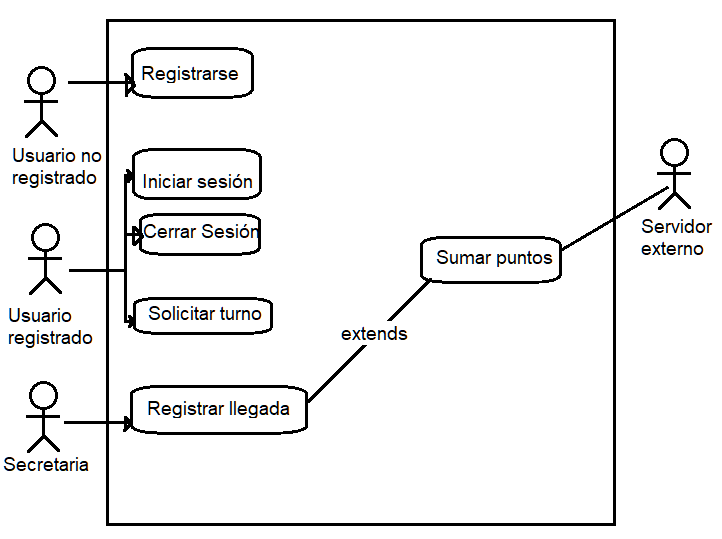 Registrarse
Usuario no
registrado
Iniciar sesión
Cerrar Sesión
Usuario
registrado
Solicitar turno
Registrar llegada
Secretaria
extends
Sumar puntos
Servidor
externo